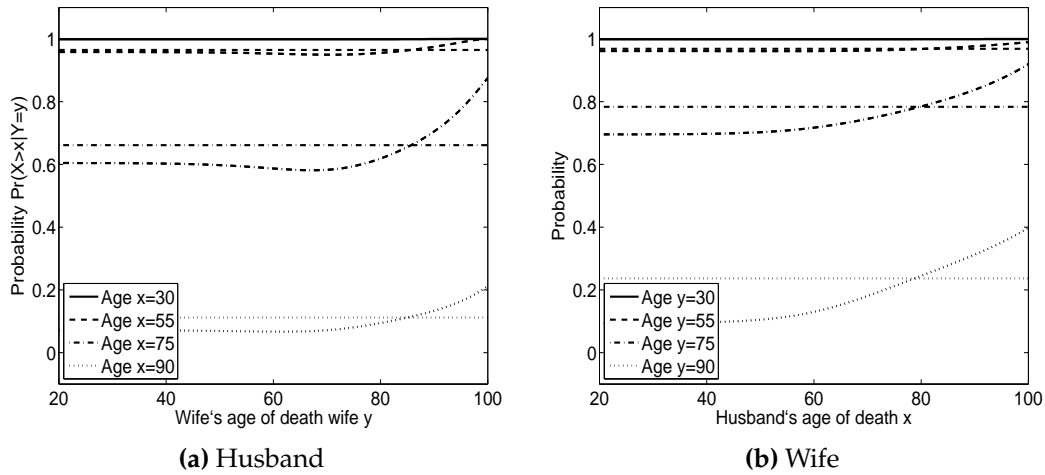 1
0.8
0.6
0.4
0.2
0
Probability Pr(X>x|Y=y)
Age x=30
Age x=55
Age x=75
Age x=90
20 40 60 80 100
Wife's age of death wife y
(a) Husband
1
0.8
0.6
0.4
0.2
0
Probability
Age y=30
Age y=55
Age y=75
Age y=90
20 40 60 80 100
Husband's age of death x
(b) Wife